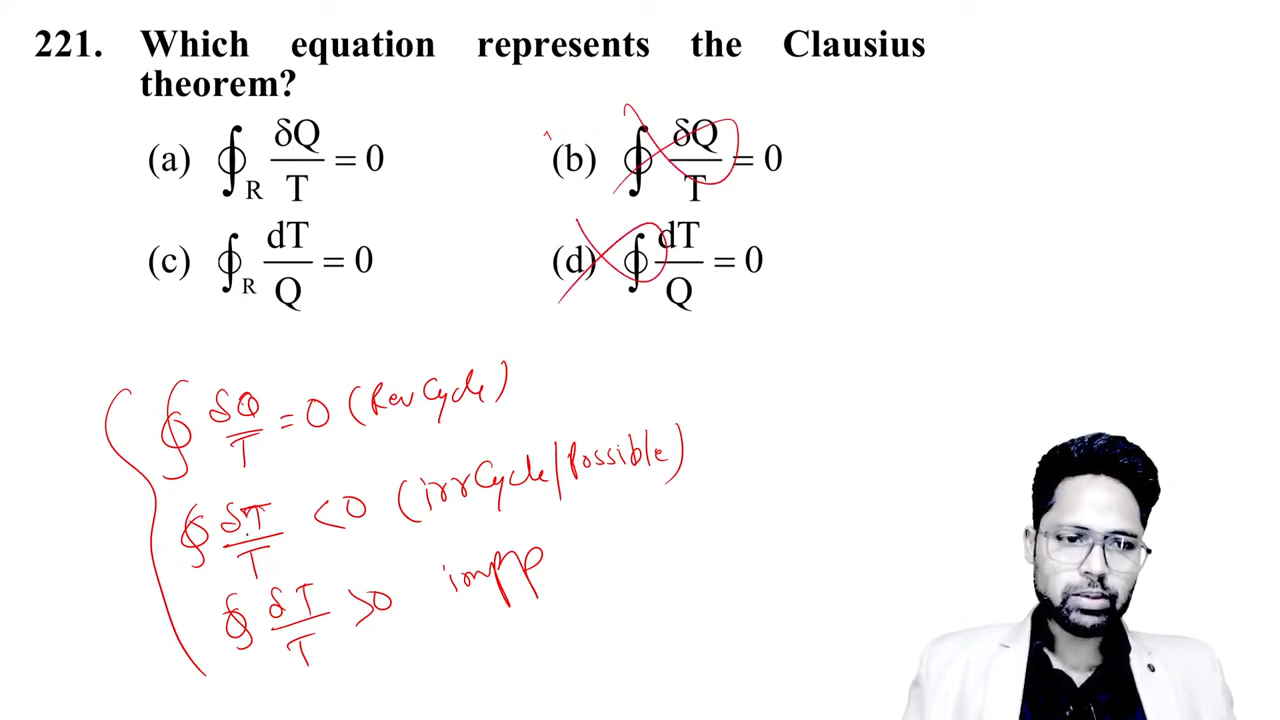 221. Which equation represents the Clausius
theorem?
(a) ∮_R δQ/T = 0 (b) ∮ δQ/T = 0
(c) ∮_R dT/Q = 0 (d) ∮ dT/Q = 0
∮ δQ/T = 0 (Rev Cycle)
∮ δT/T < 0 (irr Cycle/Possible)
∮ δT/T > 0